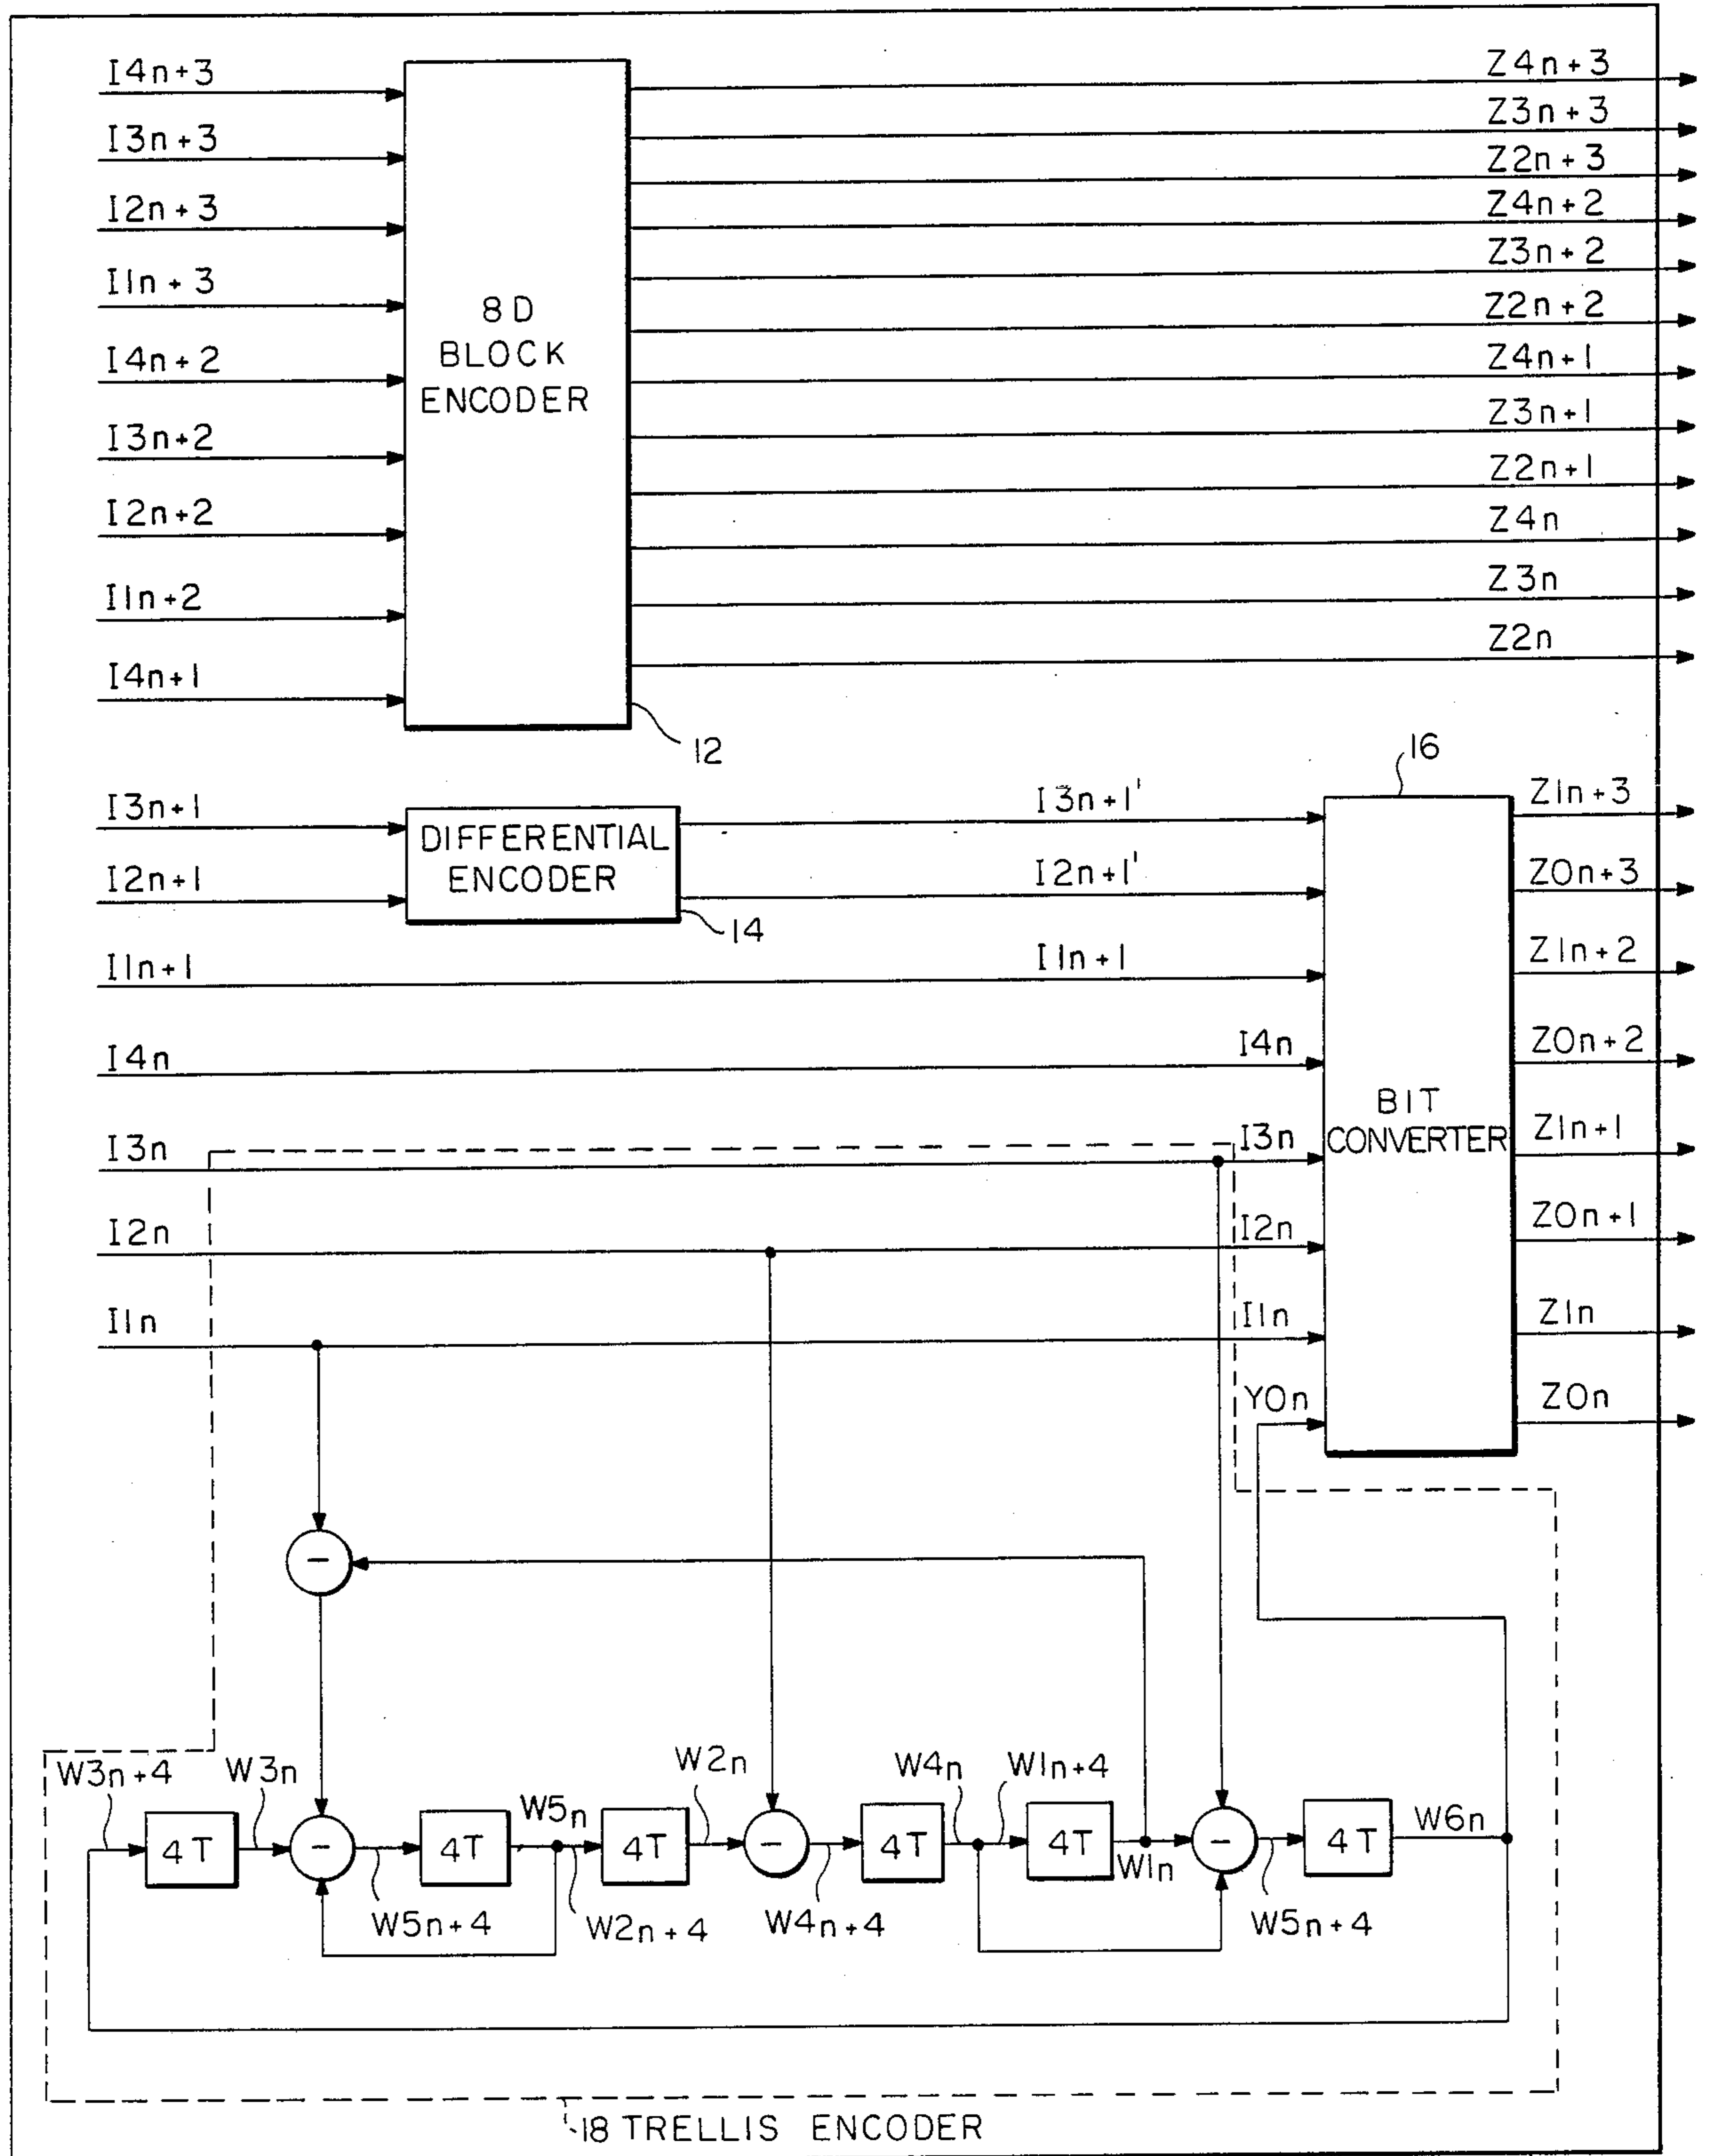 I4n+3
I3n+3
I2n+3
I1n+3
I4n+2
I3n+2
I2n+2
I1n+2
I4n+1
8D
BLOCK
ENCODER
12
Z4n+3
Z3n+3
Z2n+3
Z4n+2
Z3n+2
Z2n+2
Z4n+1
Z3n+1
Z2n+1
Z4n
Z3n
Z2n
I3n+1
I2n+1
DIFFERENTIAL
ENCODER
14
I3n+1'
I2n+1'
I1n+1
I1n+1
I4n
I4n
I3n
I3n
I2n
I2n
I1n
I1n
Y0n
16
BIT
CONVERTER
Z1n+3
Z0n+3
Z1n+2
Z0n+2
Z1n+1
Z0n+1
Z1n
Z0n
−
W3n+4
4T
W3n
−
W5n+4
4T
W5n
W2n+4
4T
W2n
−
W4n+4
4T
W4n
W1n+4
4T
W1n
−
W5n+4
4T
W6n
18 TRELLIS ENCODER